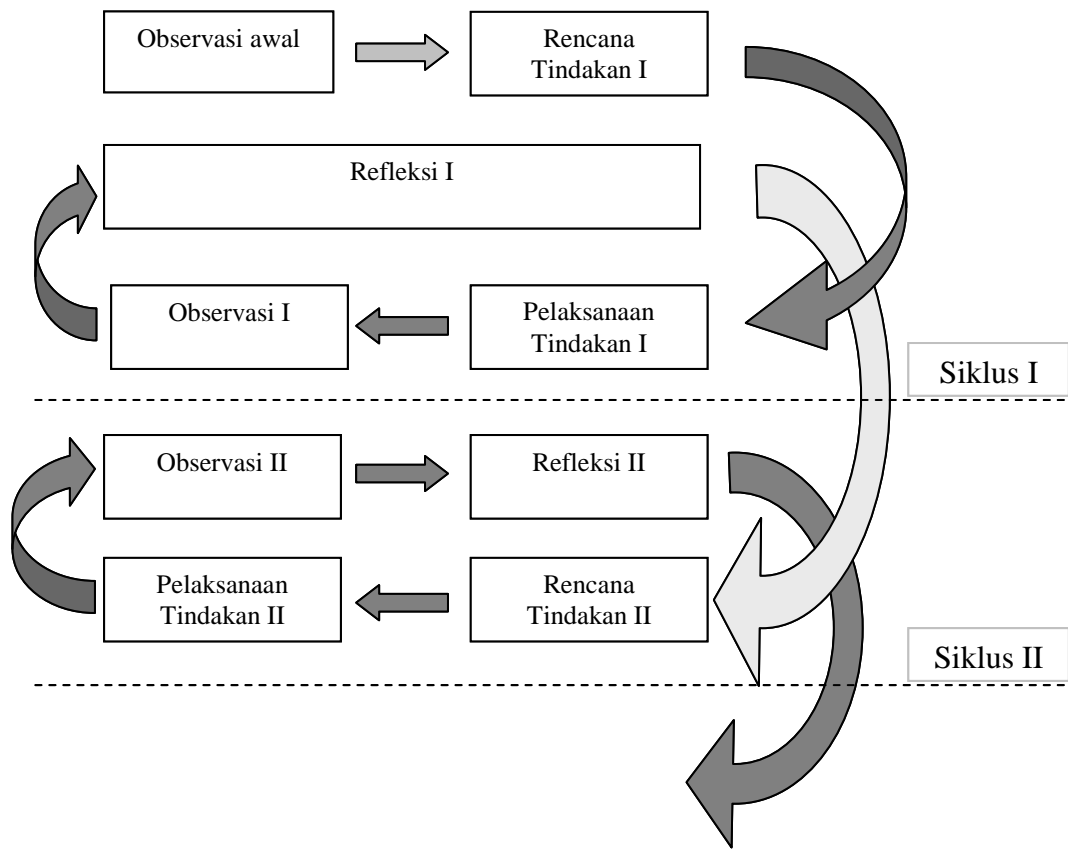 Observasi awal
Rencana
Tindakan I
Refleksi I
Observasi I
Pelaksanaan
Tindakan I
Siklus I
Observasi II
Refleksi II
Pelaksanaan
Tindakan II
Rencana
Tindakan II
Siklus II